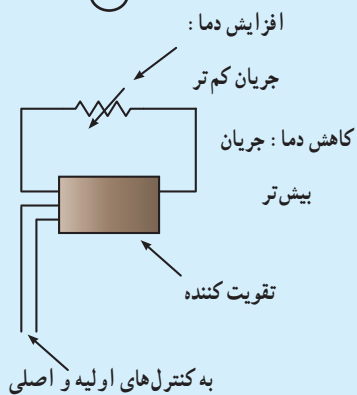 افزایش دما :
جریان کم‌تر
کاهش دما : جریان
بیش‌تر
تقویت کننده
به کنترل‌های اولیه و اصلی